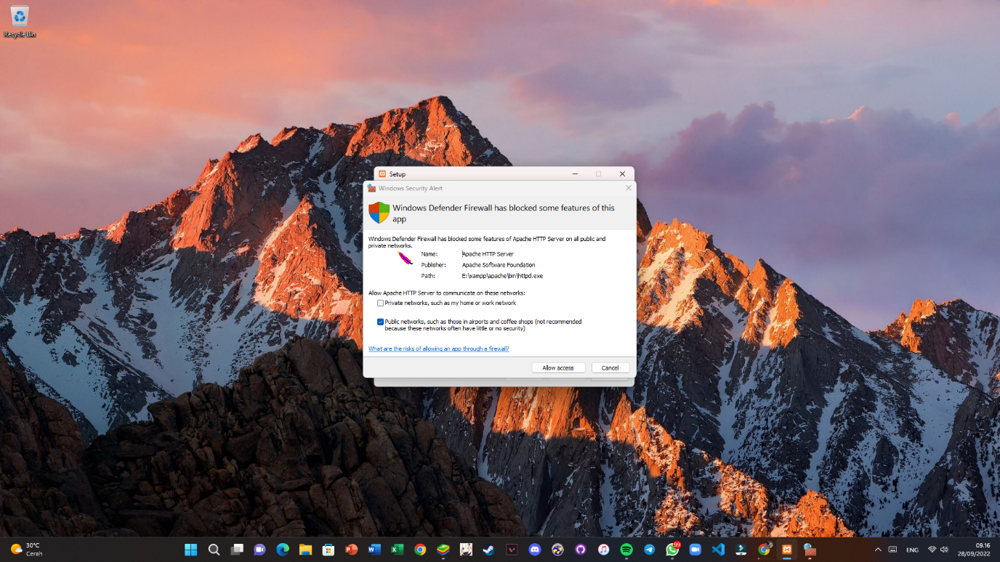 Recycle Bin
Setup
Windows Security Alert
Windows Defender Firewall has blocked some features of this
app
Windows Defender Firewall has blocked some features of Apache HTTP Server on all public and
private networks.
Name: Apache HTTP Server
Publisher: Apache Software Foundation
Path: E:\xampp\apache\bin\httpd.exe
Allow Apache HTTP Server to communicate on these networks:
Private networks, such as my home or work network
Public networks, such as those in airports and coffee shops (not recommended
because these networks often have little or no security)
What are the risks of allowing an app through a firewall?
Allow access Cancel
30°C
Cerah
99
ENG
09.16
28/09/2022